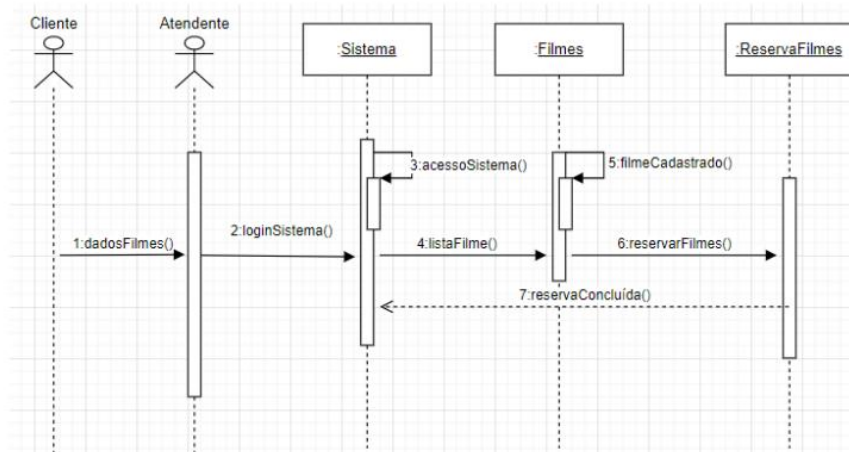 Cliente
Atendente
:Sistema
:Filmes
:ReservaFilmes
3:acessoSistema()
5:filmeCadastrado()
1:dadosFilmes()
2:loginSistema()
4:listaFilme()
6:reservarFilmes()
7:reservaConcluída()